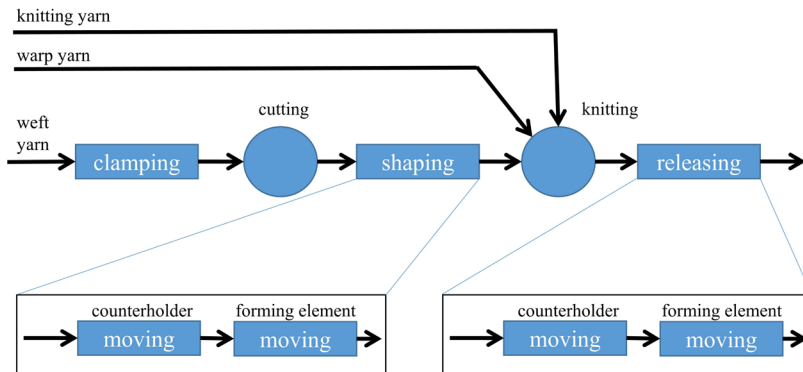 knitting yarn
warp yarn
cutting
knitting
weft
yarn
clamping
shaping
releasing
counterholder
forming element
counterholder
forming element
moving
moving
moving
moving